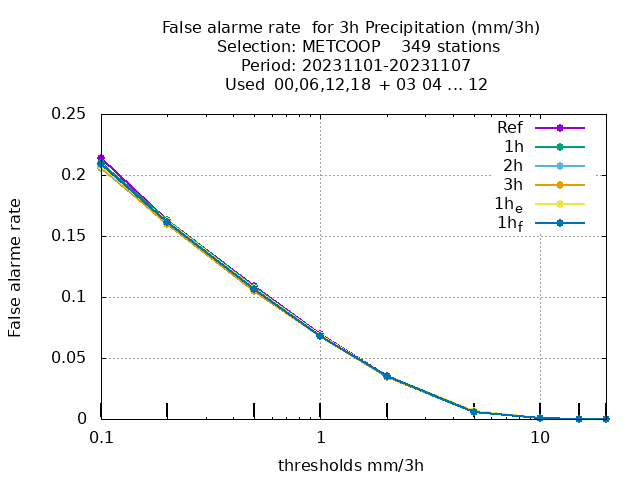 False alarme rate  for 3h Precipitation (mm/3h)
Selection: METCOOP    349 stations
Period: 20231101-20231107
Used  00,06,12,18 + 03 04 ... 12
0.25
0.2
0.15
0.1
0.05
0
False alarme rate
Ref
1h
2h
3h
1he
1hf
0.1
1
10
thresholds mm/3h